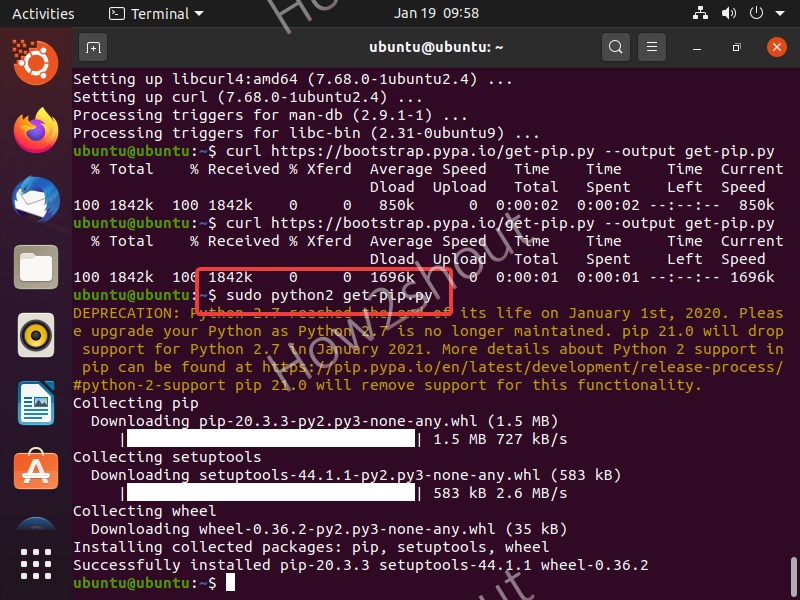 Activities Terminal Jan 19 09:58
ubuntu@ubuntu: ~
Setting up libcurl4:amd64 (7.68.0-1ubuntu2.4) ...
Setting up curl (7.68.0-1ubuntu2.4) ...
Processing triggers for man-db (2.9.1-1) ...
Processing triggers for libc-bin (2.31-0ubuntu9) ...
ubuntu@ubuntu:~$ curl https://bootstrap.pypa.io/get-pip.py --output get-pip.py
% Total % Received % Xferd Average Speed Time Time Time Current
Dload Upload Total Spent Left Speed
100 1842k 100 1842k 0 0 850k 0 0:00:02 0:00:02 --:--:-- 850k
ubuntu@ubuntu:~$ curl https://bootstrap.pypa.io/get-pip.py --output get-pip.py
% Total % Received % Xferd Average Speed Time Time Time Current
Dload Upload Total Spent Left Speed
100 1842k 100 1842k 0 0 1696k 0 0:00:01 0:00:01 --:--:-- 1696k
ubuntu@ubuntu:~$ sudo python2 get-pip.py
DEPRECATION: Python 2.7 reached the end of its life on January 1st, 2020. Pleas
e upgrade your Python as Python 2.7 is no longer maintained. pip 21.0 will drop
support for Python 2.7 in January 2021. More details about Python 2 support in
pip can be found at https://pip.pypa.io/en/latest/development/release-process/
#python-2-support pip 21.0 will remove support for this functionality.
Collecting pip
Downloading pip-20.3.3-py2.py3-none-any.whl (1.5 MB)
| | 1.5 MB 727 kB/s
Collecting setuptools
Downloading setuptools-44.1.1-py2.py3-none-any.whl (583 kB)
| | 583 kB 2.6 MB/s
Collecting wheel
Downloading wheel-0.36.2-py2.py3-none-any.whl (35 kB)
Installing collected packages: pip, setuptools, wheel
Successfully installed pip-20.3.3 setuptools-44.1.1 wheel-0.36.2
ubuntu@ubuntu:~$
How2shout